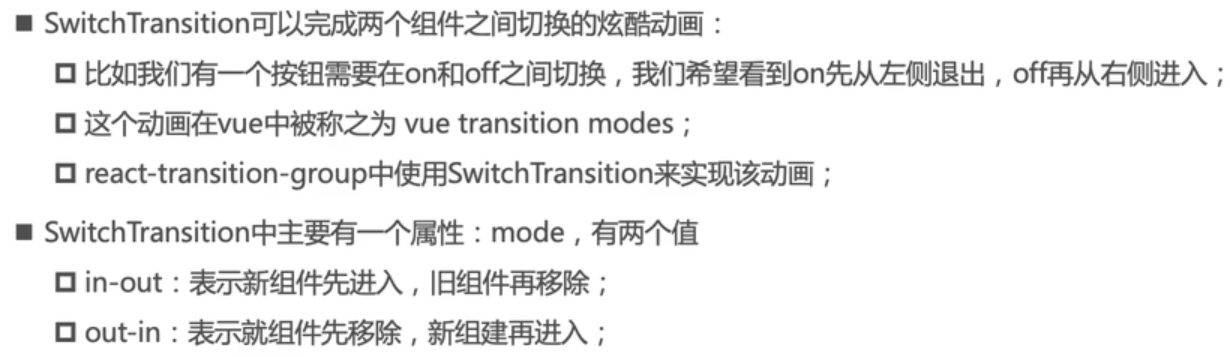 ■ SwitchTransition可以完成两个组件之间切换的炫酷动画：
比如我们有一个按钮需要在on和off之间切换，我们希望看到on先从左侧退出，off再从右侧进入；
这个动画在vue中被称之为 vue transition modes；
react-transition-group中使用SwitchTransition来实现该动画；
■ SwitchTransition中主要有一个属性：mode，有两个值
in-out：表示新组件先进入，旧组件再移除；
out-in：表示就组件先移除，新组建再进入；